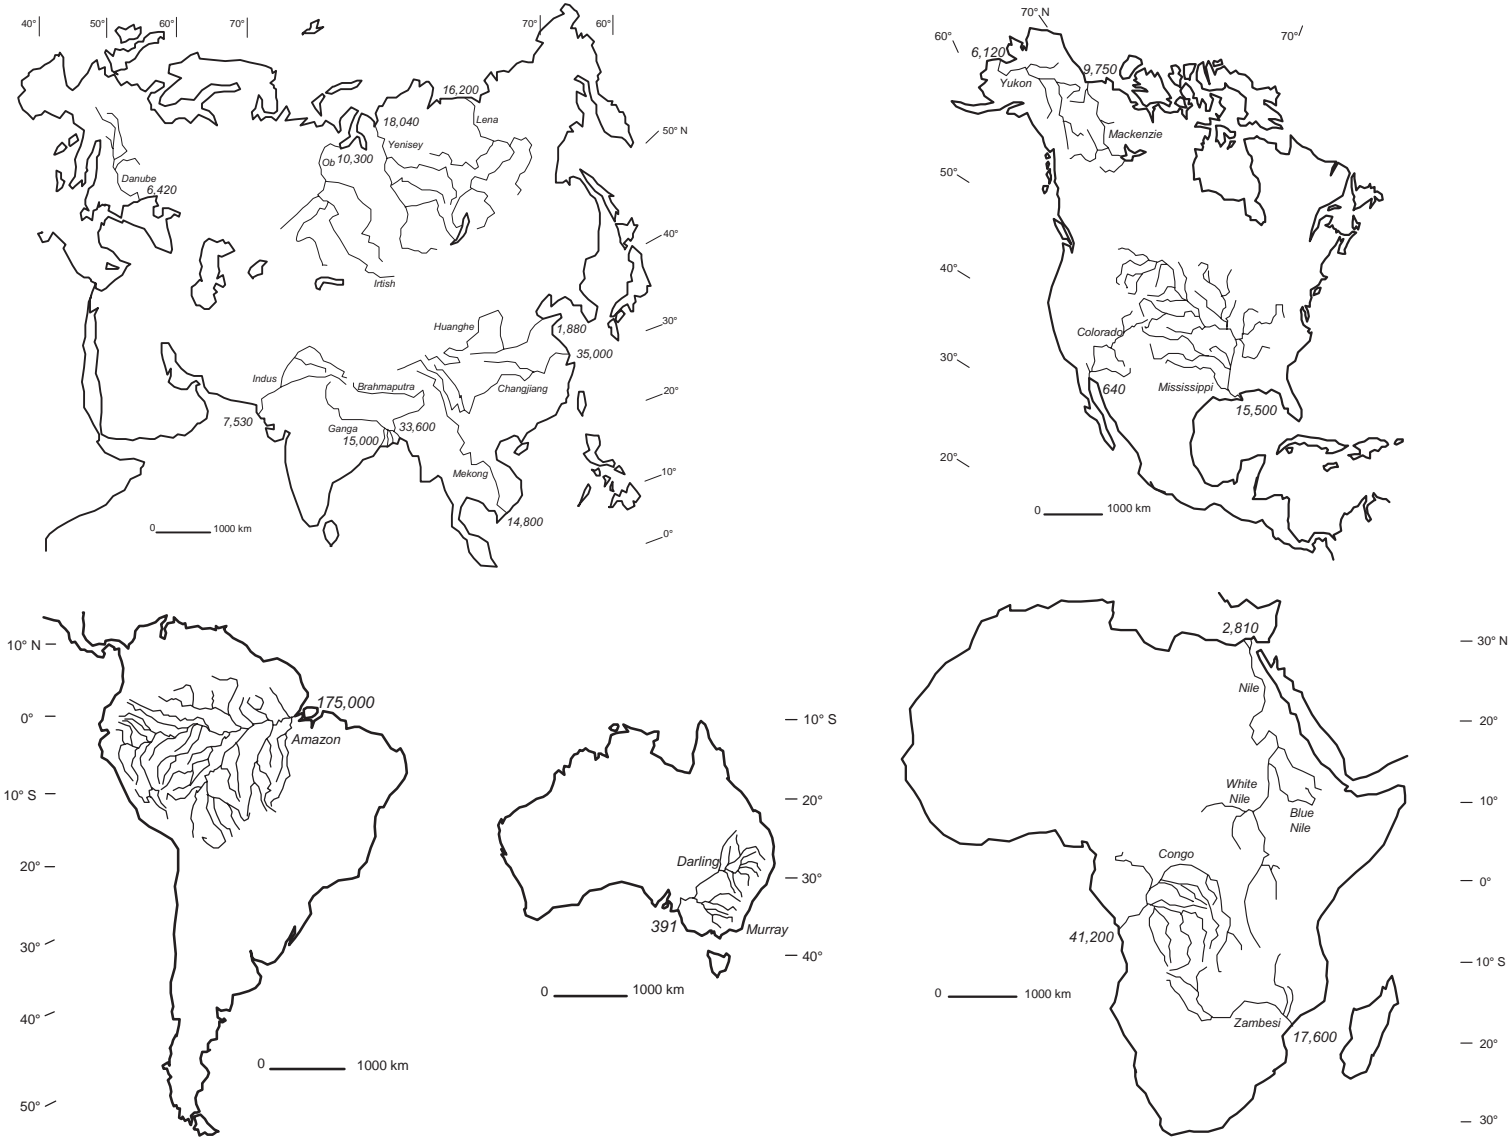 40°
50°
60°
70°
70°
60°
16,200
18,040
Lena
Yenisey
Ob
10,300
50° N
Danube
6,420
40°
Irtish
Huanghe
1,880
30°
35,000
Indus
Brahmaputra
Changjiang
20°
7,530
Ganga
33,600
15,000
Mekong
10°
14,800
0
1000 km
0°
70° N
60°
70°
6,120
9,750
Yukon
Mackenzie
50°
40°
Colorado
30°
640
Mississippi
15,500
20°
0
1000 km
10° N
175,000
0°
Amazon
10° S
20°
30°
40°
0
1000 km
50°
10° S
20°
Darling
30°
391
Murray
40°
0
1000 km
2,810
30° N
Nile
20°
White
Nile
10°
Blue
Nile
Congo
0°
41,200
10° S
0
1000 km
Zambesi
17,600
20°
30°